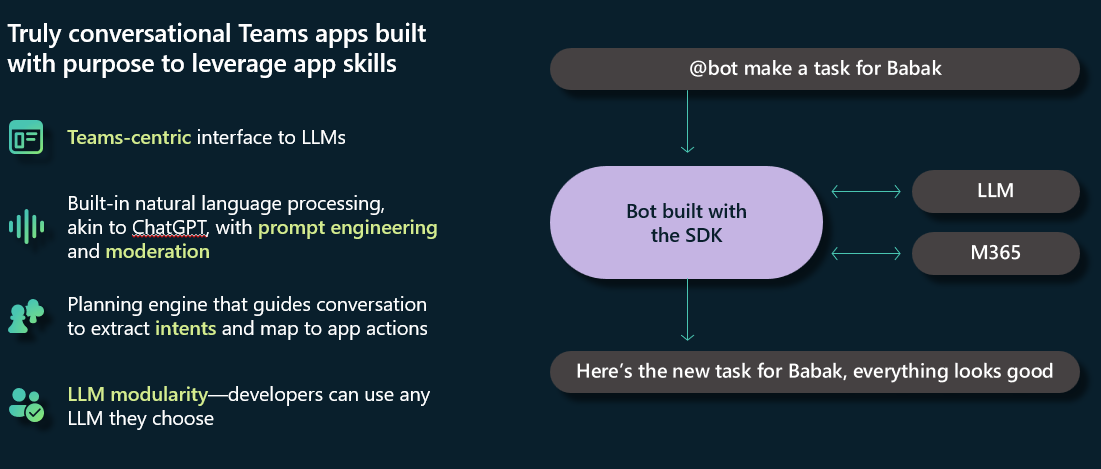 Truly conversational Teams apps built
with purpose to leverage app skills
Teams-centric interface to LLMs
Built-in natural language processing,
akin to ChatGPT, with prompt engineering
and moderation
Planning engine that guides conversation
to extract intents and map to app actions
LLM modularity—developers can use any
LLM they choose
@bot make a task for Babak
Bot built with
the SDK
LLM
M365
Here’s the new task for Babak, everything looks good